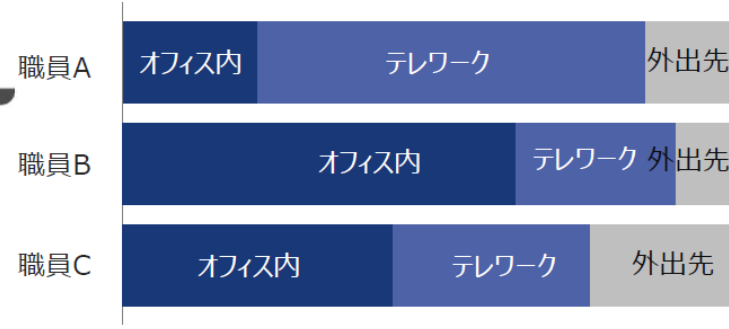 職員A オフィス内 テレワーク 外出先
職員B オフィス内 テレワーク 外出先
職員C オフィス内 テレワーク 外出先